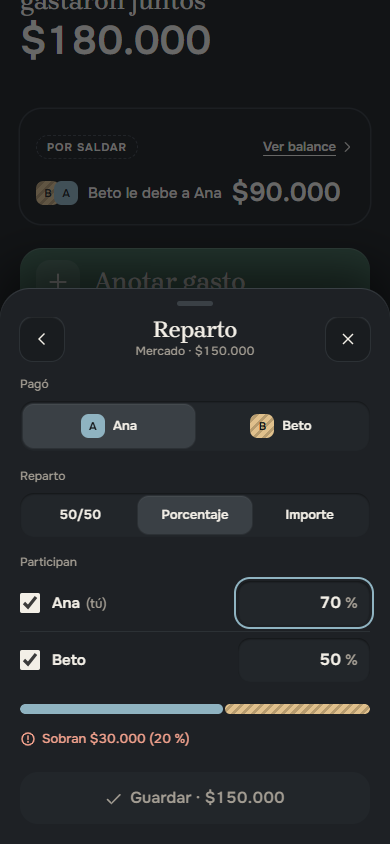 gastaron juntos
$180.000
POR SALDAR
Ver balance
B A Beto le debe a Ana $90.000
Anotar gasto
Reparto
Mercado · $150.000
Pagó
A Ana
B Beto
Reparto
50/50 Porcentaje Importe
Participan
Ana (tú) 70 %
Beto 50 %
Sobran $30.000 (20 %)
Guardar · $150.000